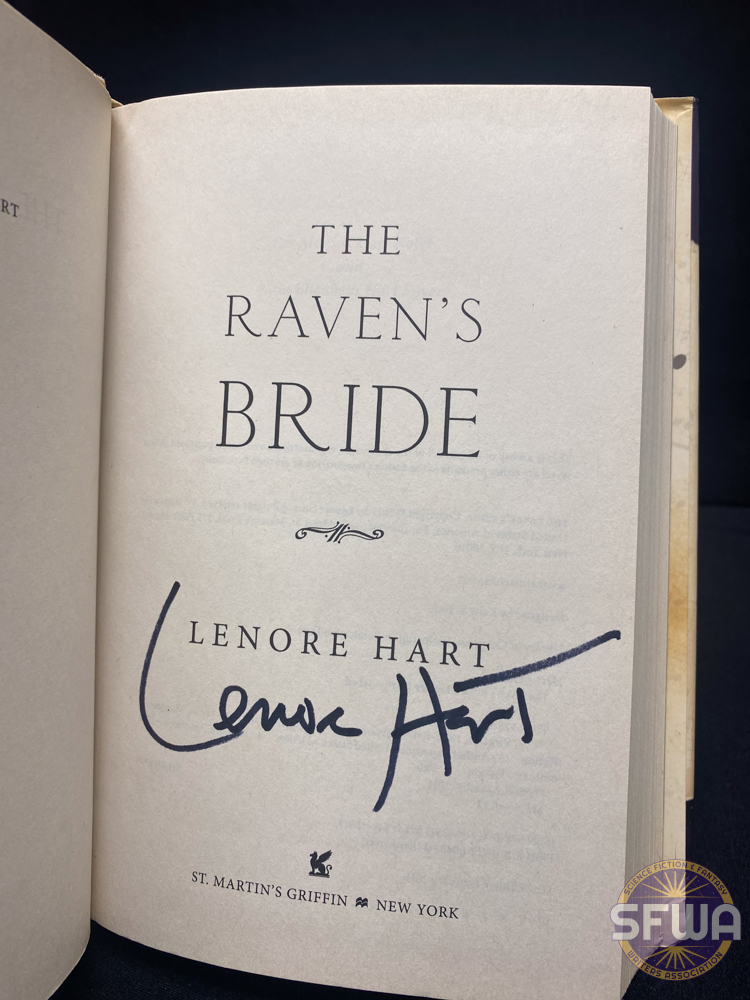 RT
THE
RAVEN'S
BRIDE
LENORE HART
Lenore Hart
ST. MARTIN'S GRIFFIN NEW YORK
SCIENCE FICTION & FANTASY
SFWA
WRITERS ASSOCIATION